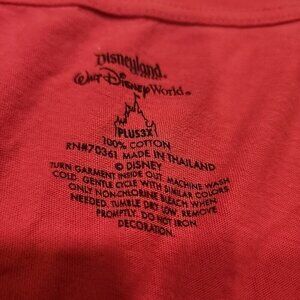 Disneyland.
Walt Disney World®
PLUS3X
100% COTTON
RN#70361 MADE IN THAILAND
© DISNEY
TURN GARMENT INSIDE OUT. MACHINE WASH
COLD. GENTLE CYCLE WITH SIMILAR COLORS.
ONLY NON-CHLORINE BLEACH WHEN
NEEDED. TUMBLE DRY LOW. REMOVE
PROMPTLY. DO NOT IRON
DECORATION.